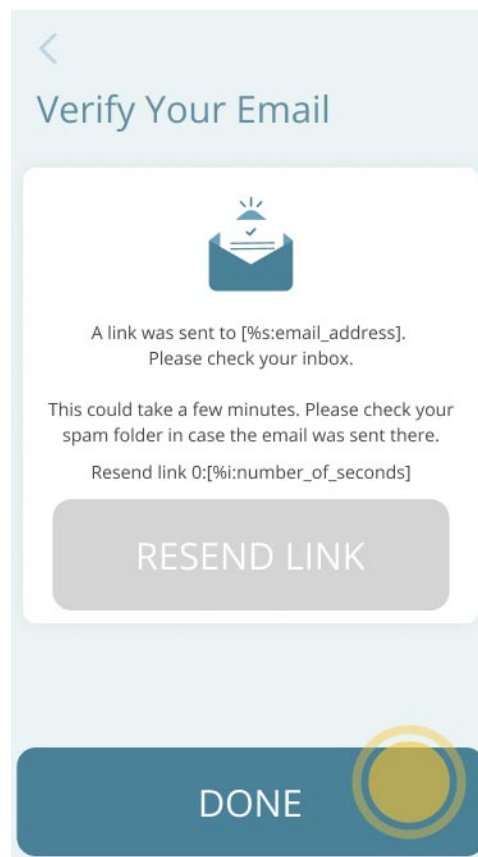 Verify Your Email
A link was sent to [%s:email_address].
Please check your inbox.
This could take a few minutes. Please check your
spam folder in case the email was sent there.
Resend link 0:[%i:number_of_seconds]
RESEND LINK
DONE